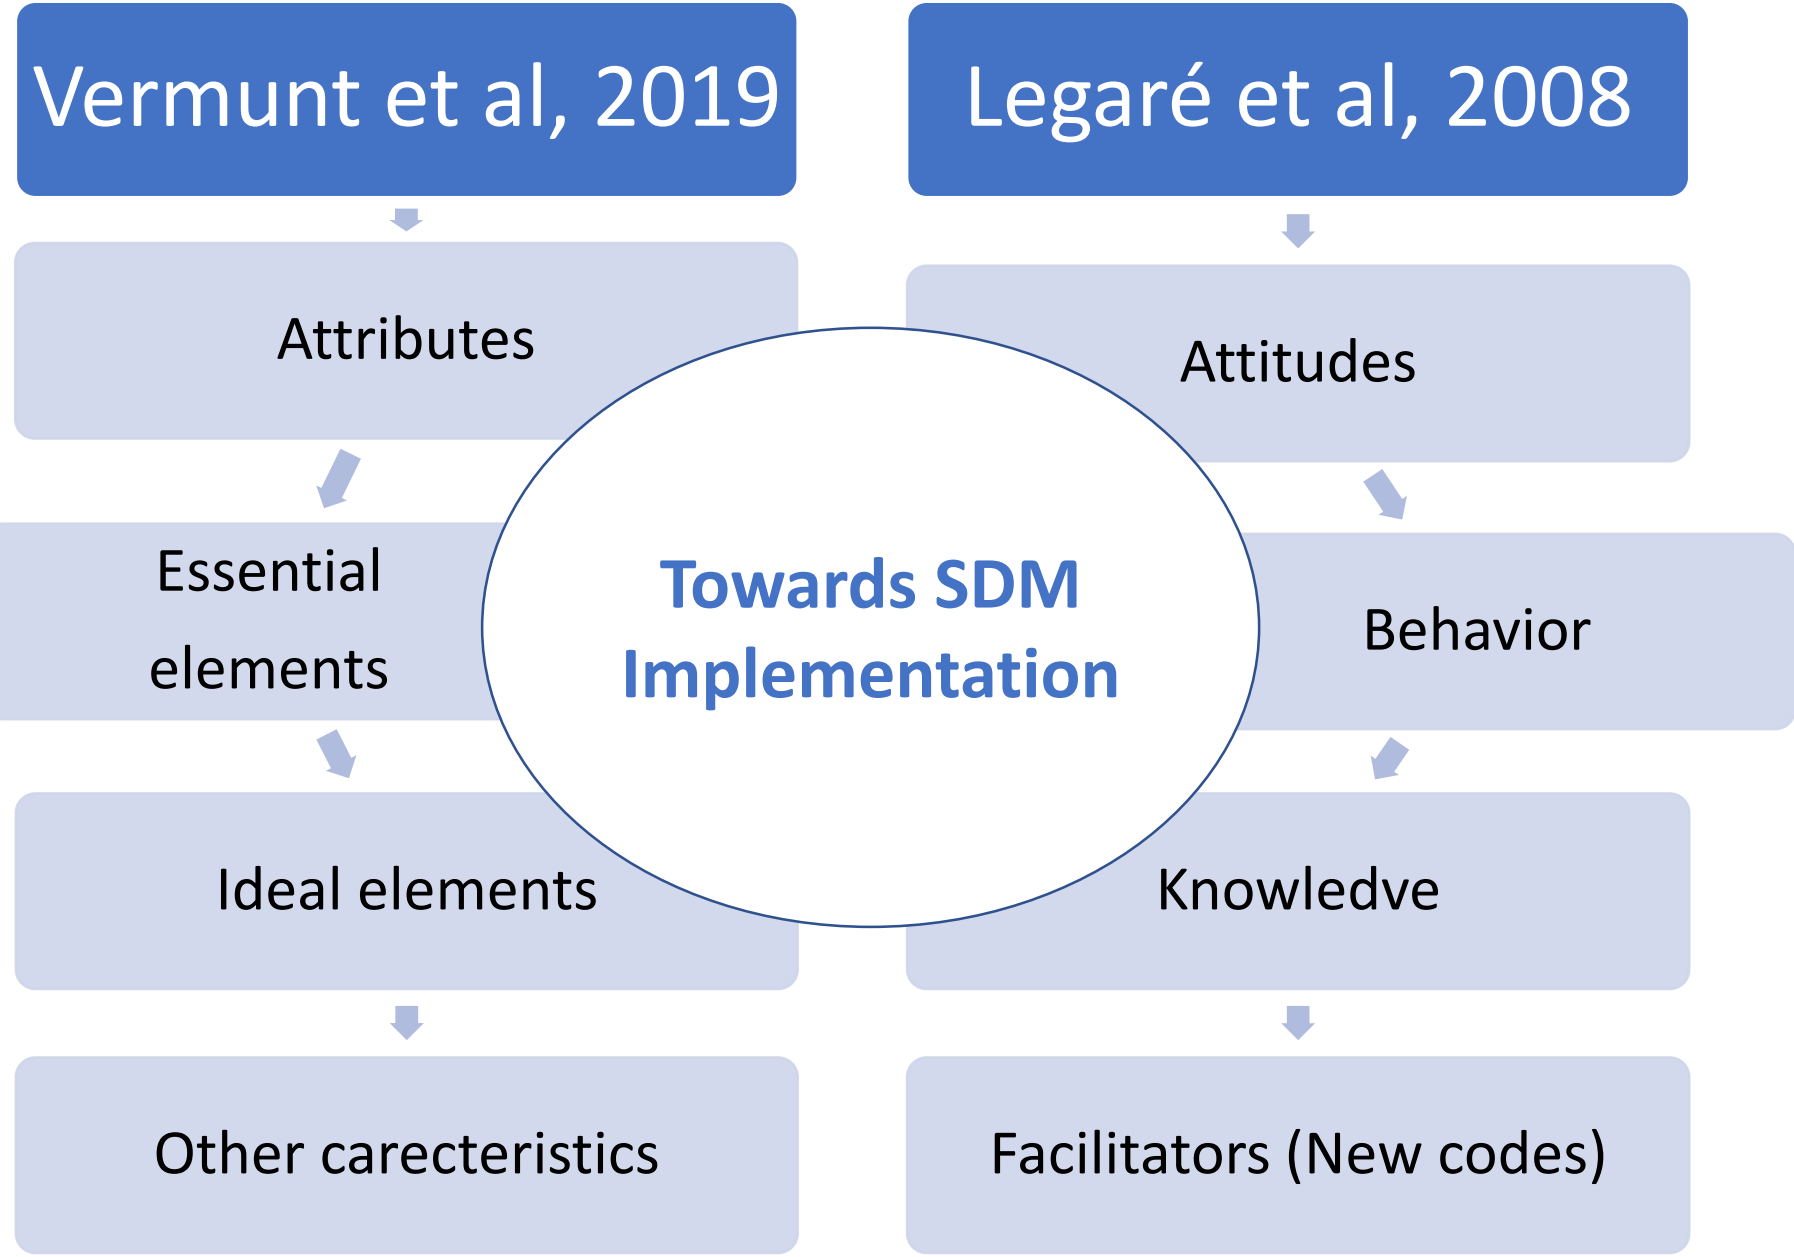 Vermunt et al, 2019
Attributes
Essential
elements
Ideal elements
Other carecteristics
Towards SDM
Implementation
Legaré et al, 2008
Attitudes
Behavior
Knowledve
Facilitators (New codes)